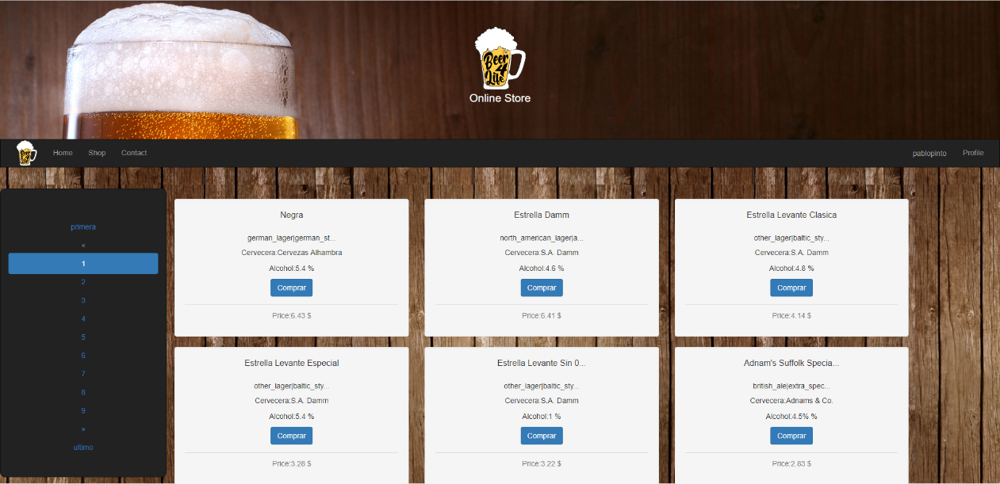 Beer
4
Life
Online Store
Beer
4
Life
Home
Shop
Contact
pablopinto
Profile
primera
«
1
2
3
4
5
6
7
8
9
»
ultimo
Negra
german_lager|german_st...
Cervecera:Cervezas Alhambra
Alcohol:5.4 %
Comprar
Price:6.43 $
Estrella Damm
north_american_lager|a...
Cervecera:S.A. Damm
Alcohol:4.6 %
Comprar
Price:6.41 $
Estrella Levante Clasica
other_lager|baltic_sty...
Cervecera:S.A. Damm
Alcohol:4.8 %
Comprar
Price:4.14 $
Estrella Levante Especial
other_lager|baltic_sty...
Cervecera:S.A. Damm
Alcohol:5.4 %
Comprar
Price:3.28 $
Estrella Levante Sin 0...
other_lager|baltic_sty...
Cervecera:S.A. Damm
Alcohol:1 %
Comprar
Price:3.22 $
Adnam's Suffolk Specia...
british_ale|extra_spec...
Cervecera:Adnams & Co.
Alcohol:4.5% %
Comprar
Price:2.83 $